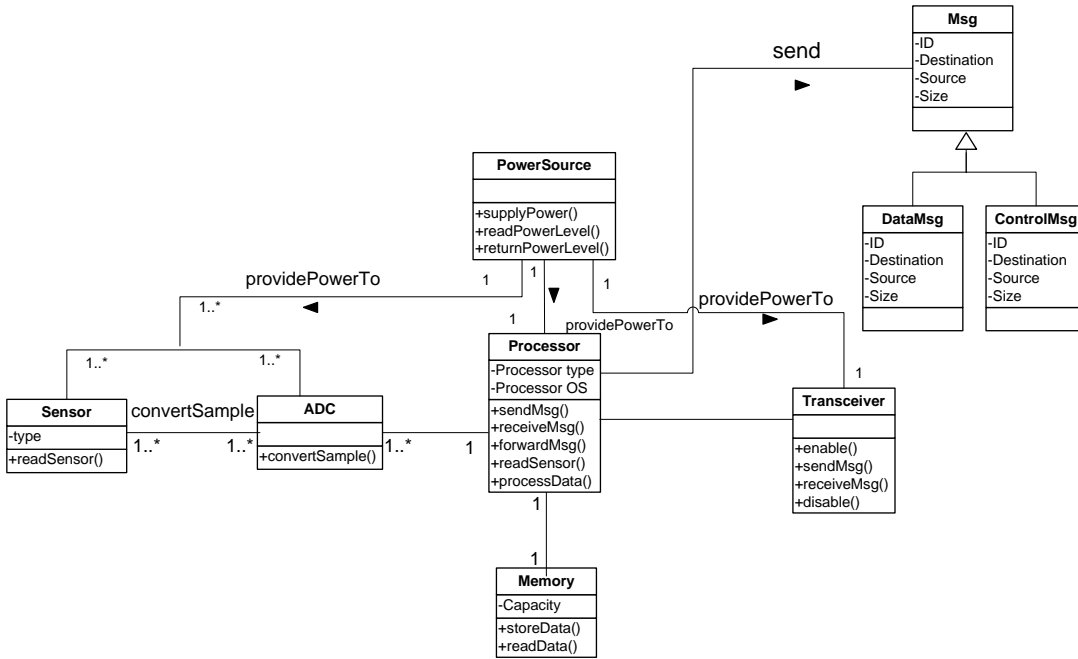 Msg
-ID
-Destination
-Source
-Size
send
PowerSource
+supplyPower()
+readPowerLevel()
+returnPowerLevel()
DataMsg
-ID
-Destination
-Source
-Size
ControlMsg
-ID
-Destination
-Source
-Size
providePowerTo
1
1
1
1..*
providePowerTo
1
providePowerTo
1..*
1..*
1
Processor
-Processor type
-Processor OS
+sendMsg()
+receiveMsg()
+forwardMsg()
+readSensor()
+processData()
Sensor
-type
+readSensor()
convertSample
1..*
1..*
ADC
+convertSample()
1..*
1
Transceiver
+enable()
+sendMsg()
+receiveMsg()
+disable()
1
1
Memory
-Capacity
+storeData()
+readData()